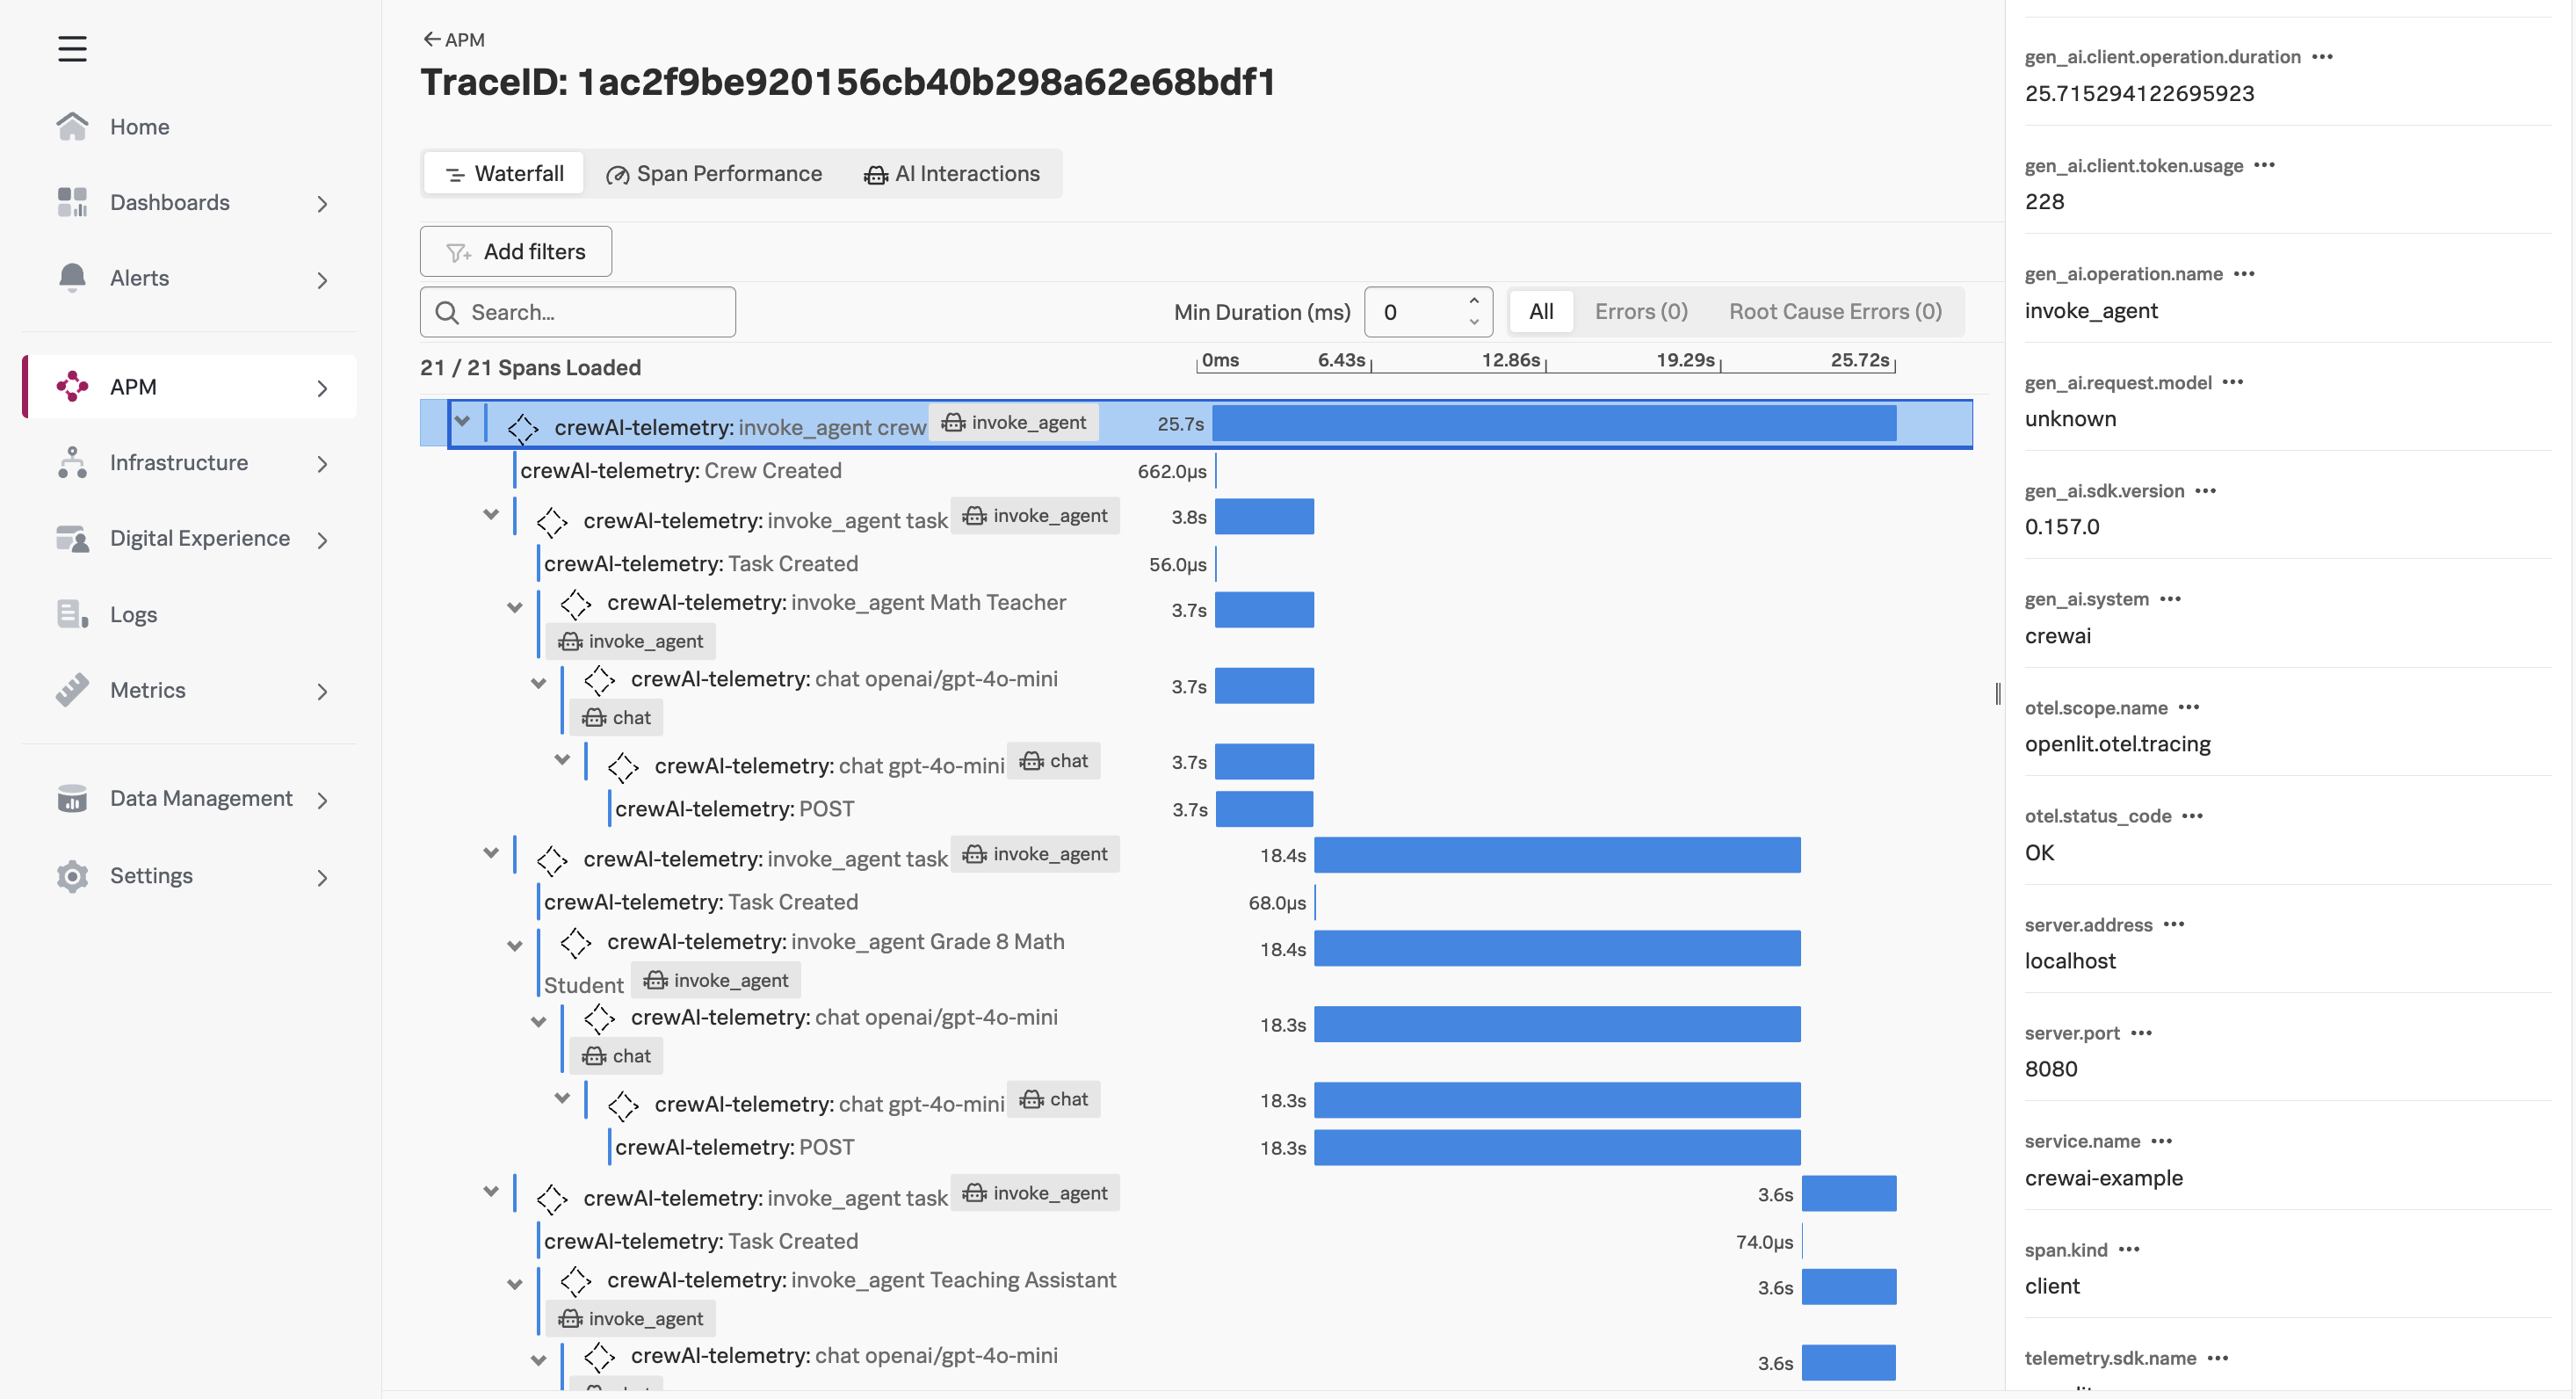 Home
Dashboards
Alerts
APM
Infrastructure
Digital Experience
Logs
Metrics
Data Management
Settings
APM
TraceID: 1ac2f9be920156cb40b298a62e68bdf1
Waterfall
Span Performance
AI Interactions
Add filters
Search...
Min Duration (ms)
0
All
Errors (0)
Root Cause Errors (0)
21 / 21 Spans Loaded
0ms 6.43s 12.86s 19.29s 25.72s
crewAI-telemetry: invoke_agent crew invoke_agent 25.7s
crewAI-telemetry: Crew Created 662.0μs
crewAI-telemetry: invoke_agent task invoke_agent 3.8s
crewAI-telemetry: Task Created 56.0μs
crewAI-telemetry: invoke_agent Math Teacher 3.7s
invoke_agent
crewAI-telemetry: chat openai/gpt-4o-mini 3.7s
chat
crewAI-telemetry: chat gpt-4o-mini chat 3.7s
crewAI-telemetry: POST 3.7s
crewAI-telemetry: invoke_agent task invoke_agent 18.4s
crewAI-telemetry: Task Created 68.0μs
crewAI-telemetry: invoke_agent Grade 8 Math 18.4s
Student invoke_agent
crewAI-telemetry: chat openai/gpt-4o-mini 18.3s
chat
crewAI-telemetry: chat gpt-4o-mini chat 18.3s
crewAI-telemetry: POST 18.3s
crewAI-telemetry: invoke_agent task invoke_agent 3.6s
crewAI-telemetry: Task Created 74.0μs
crewAI-telemetry: invoke_agent Teaching Assistant 3.6s
invoke_agent
crewAI-telemetry: chat openai/gpt-4o-mini 3.6s
gen_ai.client.operation.duration
25.715294122695923
gen_ai.client.token.usage
228
gen_ai.operation.name
invoke_agent
gen_ai.request.model
unknown
gen_ai.sdk.version
0.157.0
gen_ai.system
crewai
otel.scope.name
openlit.otel.tracing
otel.status_code
OK
server.address
localhost
server.port
8080
service.name
crewai-example
span.kind
client
telemetry.sdk.name